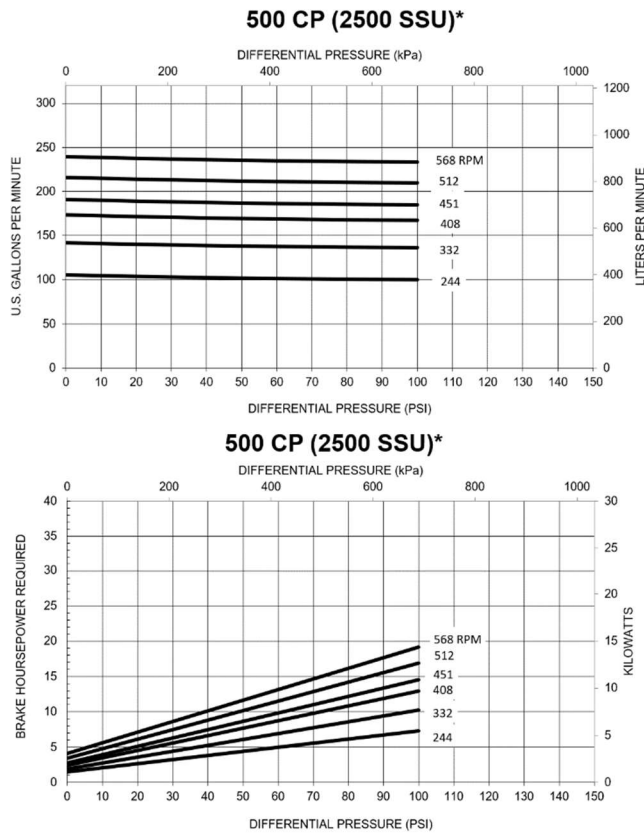 500 CP (2500 SSU)*
DIFFERENTIAL PRESSURE (kPa)
0 200 400 600 800 1000
300 1200
250 1000
200 800
150 600
100 400
50 200
0 0
568 RPM
512
451
408
332
244
U.S. GALLONS PER MINUTE
LITERS PER MINUTE
0 10 20 30 40 50 60 70 80 90 100 110 120 130 140 150
DIFFERENTIAL PRESSURE (PSI)
500 CP (2500 SSU)*
DIFFERENTIAL PRESSURE (kPa)
0 200 400 600 800 1000
40 30
35 25
30
25 20
20 15
15 10
10
5 5
0 0
568 RPM
512
451
408
332
244
BRAKE HOURSEPOWER REQUIRED
KILOWATTS
0 10 20 30 40 50 60 70 80 90 100 110 120 130 140 150
DIFFERENTIAL PRESSURE (PSI)